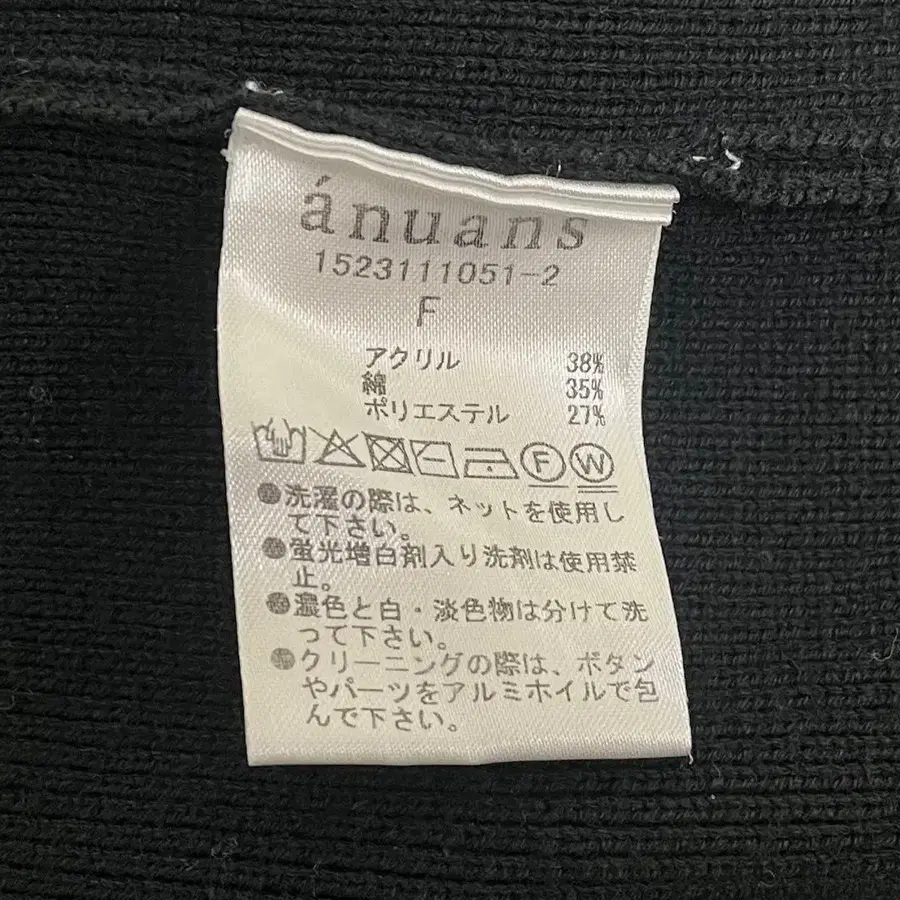 ánuans
1523111051-2
F
アクリル 38%
綿 35%
ポリエステル 27%
F W
●洗濯の際は、ネットを使用し
て下さい。
●蛍光増白剤入り洗剤は使用禁
止。
●濃色と白・淡色物は分けて洗
って下さい。
●クリーニングの際は、ボタン
やパーツをアルミホイルで包
んで下さい。